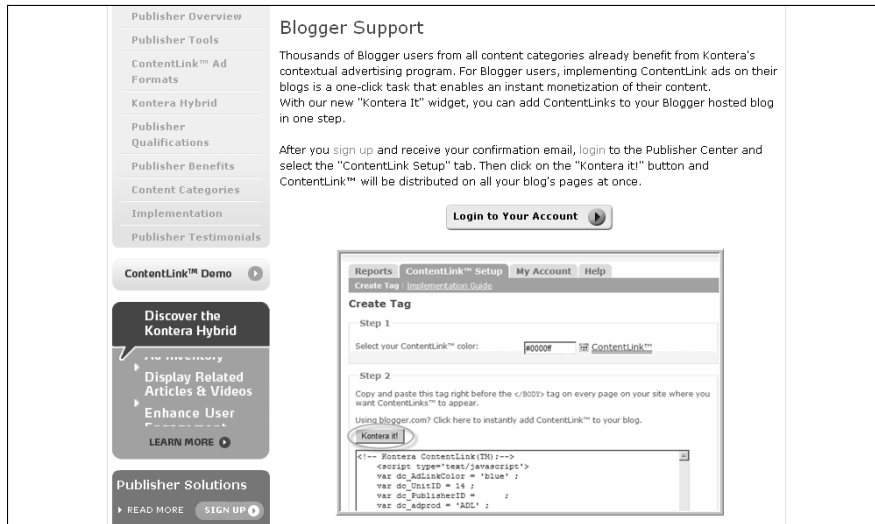 Publisher Overview
Publisher Tools
ContentLink™ Ad
Formats
Kontera Hybrid
Publisher
Qualifications
Publisher Benefits
Content Categories
Implementation
Publisher Testimonials
ContentLink™ Demo
Discover the
Kontera Hybrid
Ad Inventory
Display Related
Articles & Videos
Enhance User
Engagement
LEARN MORE
Publisher Solutions
READ MORE SIGN UP
Blogger Support
Thousands of Blogger users from all content categories already benefit from Kontera's
contextual advertising program. For Blogger users, implementing ContentLink ads on their
blogs is a one-click task that enables an instant monetization of their content.
With our new "Kontera It" widget, you can add ContentLinks to your Blogger hosted blog
in one step.
After you sign up and receive your confirmation email, login to the Publisher Center and
select the "ContentLink Setup" tab. Then click on the "Kontera it!" button and
ContentLink™ will be distributed on all your blog's pages at once.
Login to Your Account
Reports ContentLink™ Setup My Account Help
Create Tag | Implementation Guide
Create Tag
Step 1
Select your ContentLink™ color: #0000ff ContentLink™
Step 2
Copy and paste this tag right before the </BODY> tag on every page on your site where you
want ContentLinks™ to appear.
Using blogger.com? Click here to instantly add ContentLink™ to your blog.
Kontera it!
<!-- Kontera ContentLink(TM);-->
<script type='text/javascript'>
var dc_AdLinkColor = 'blue' ;
var dc_UnitID = 14 ;
var dc_PublisherID = ;
var dc_adprod = 'ADL' ;